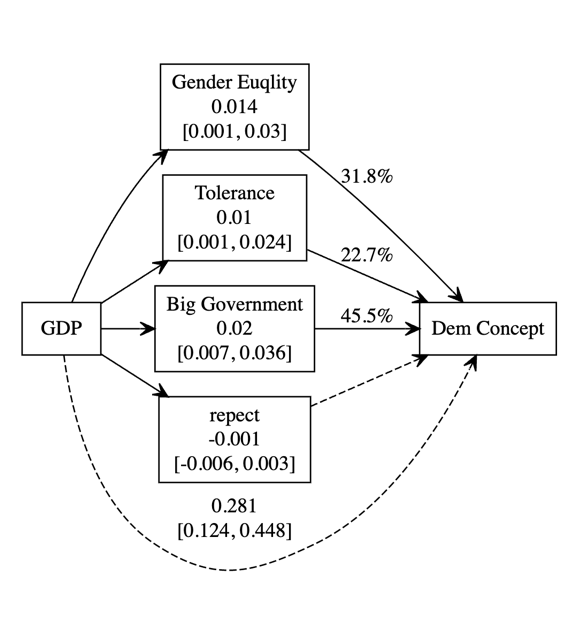 Gender Euqlity
0.014
[0.001, 0.03]
31.8%
Tolerance
0.01
[0.001, 0.024]
22.7%
Big Government
0.02
[0.007, 0.036]
45.5%
GDP
Dem Concept
repect
-0.001
[-0.006, 0.003]
0.281
[0.124, 0.448]